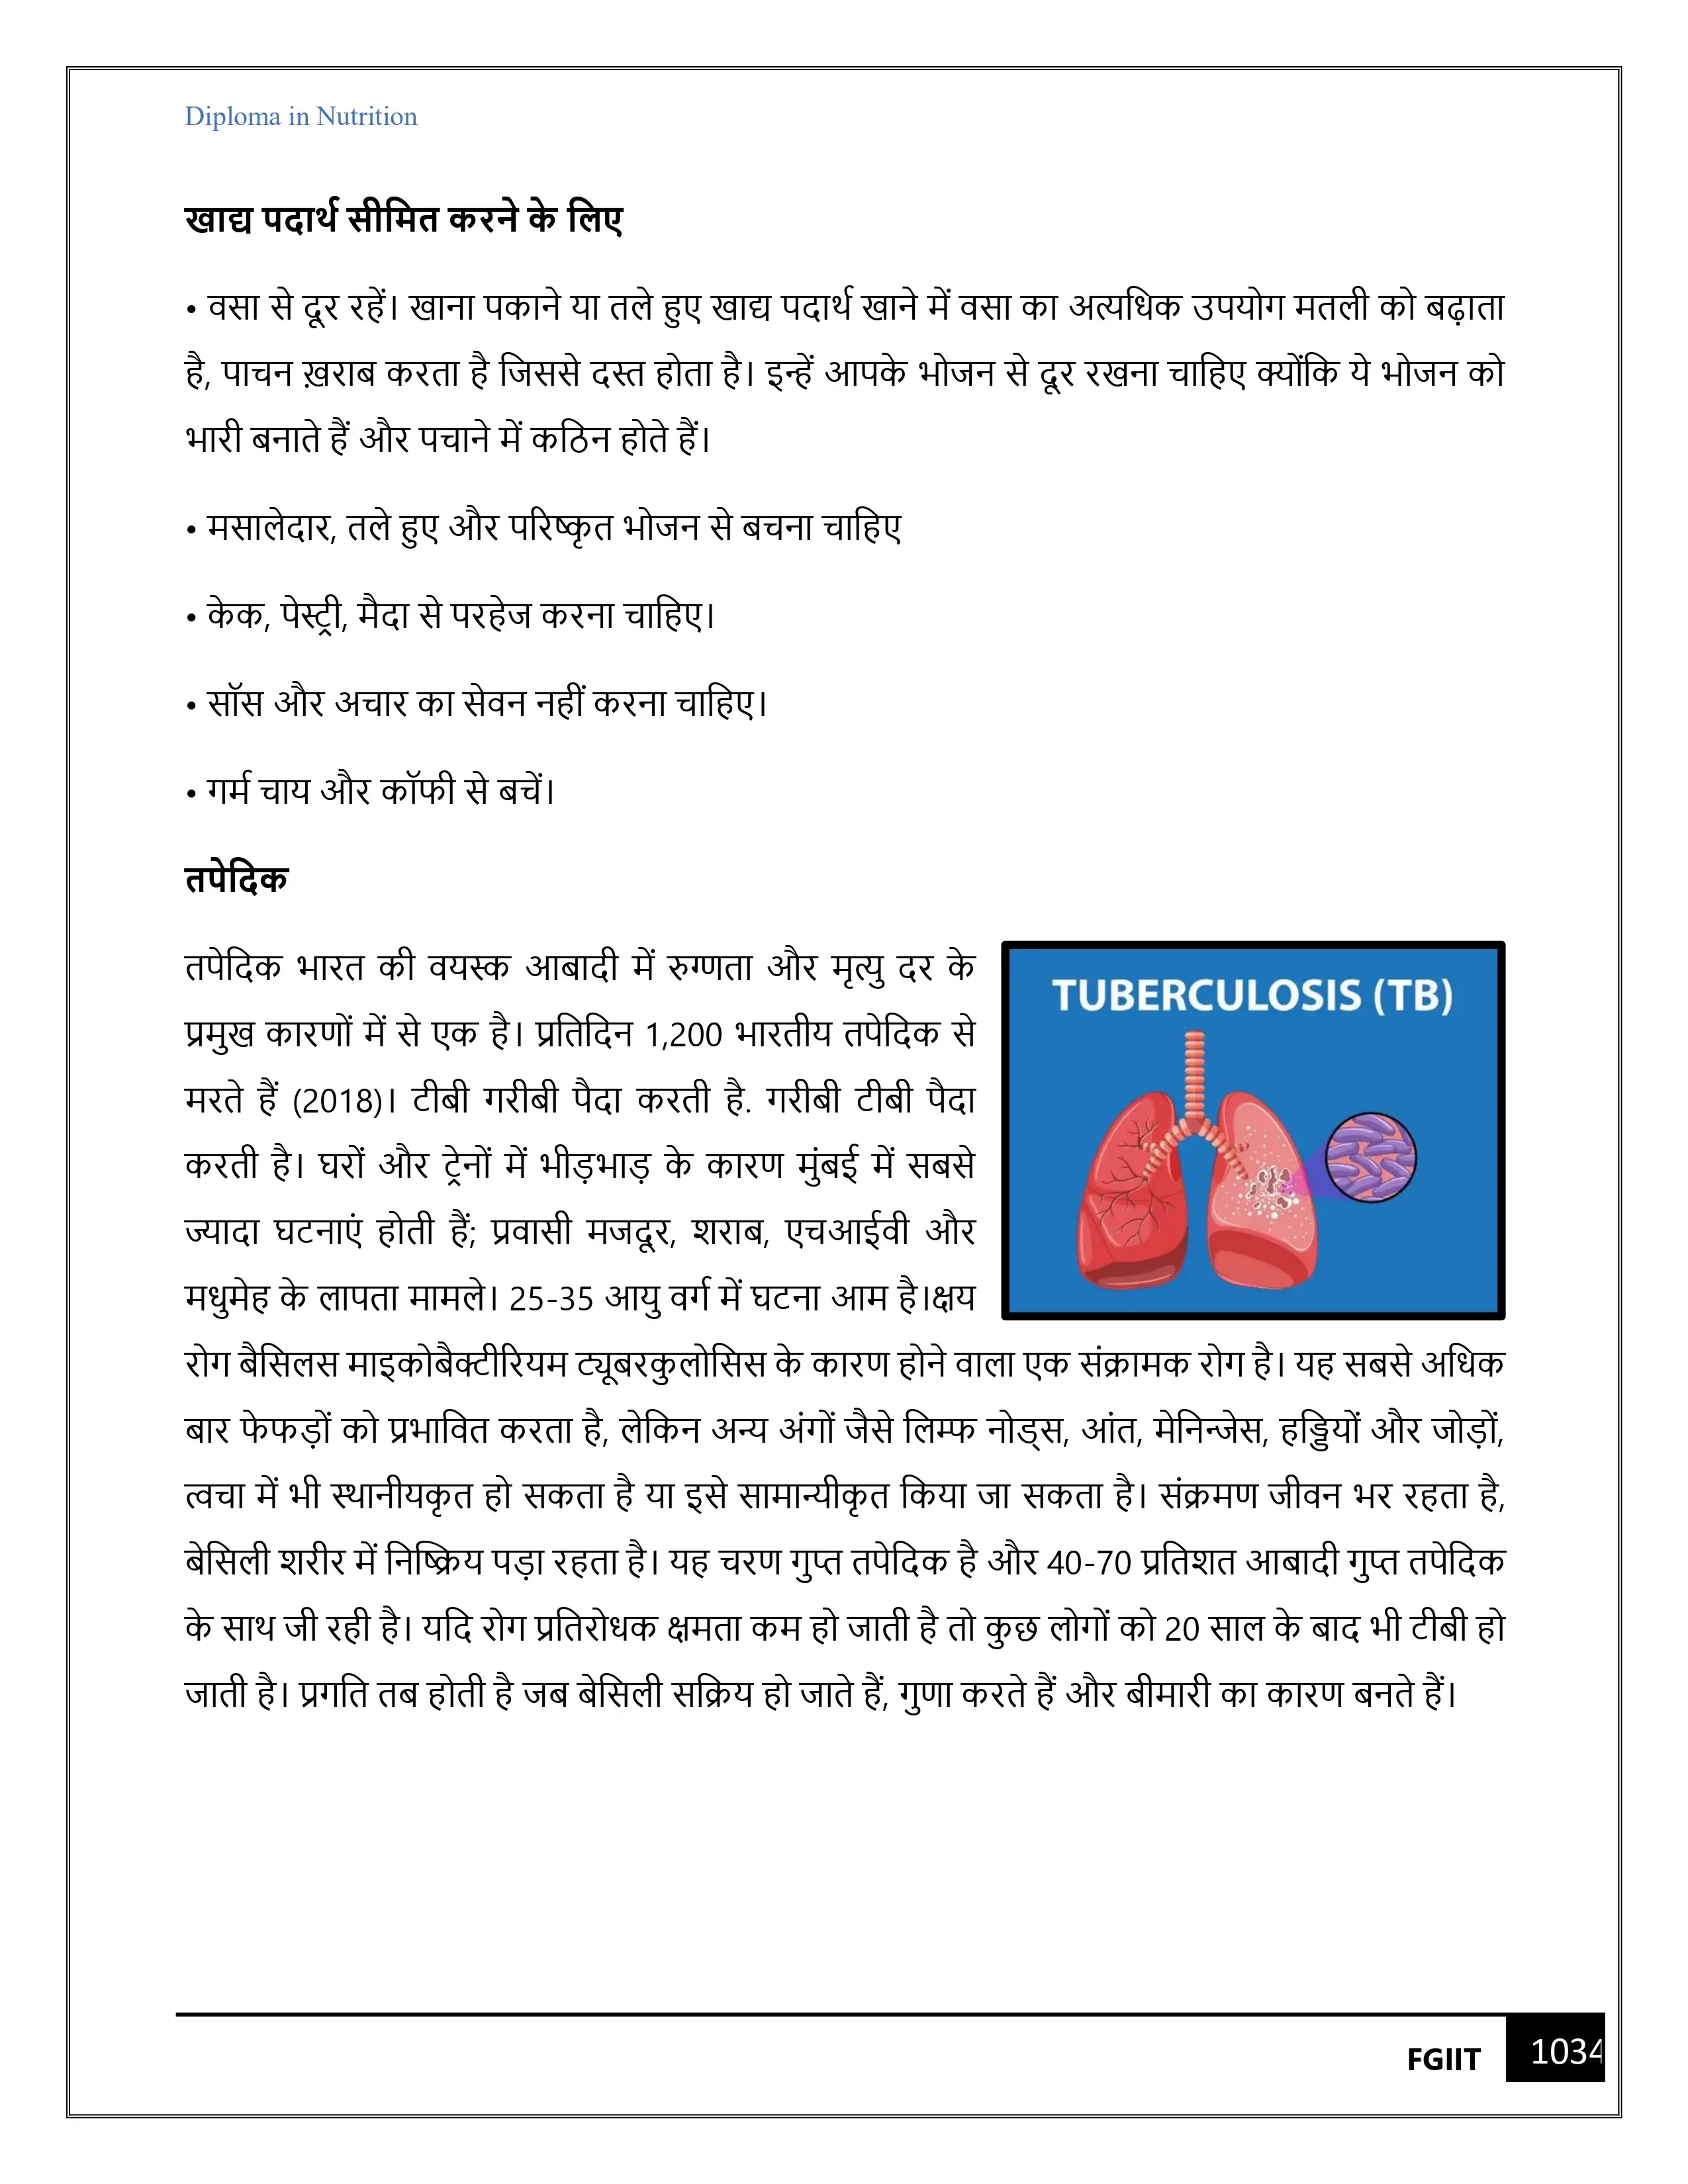 Diploma in Nutrition
खाद्य पदार्थ सीमित करने के लिए
• वसा से दूर रहें। खाना पकाने या तले हुए खाद्य पदार्थ खाने में वसा का अत्यधिक उपयोग मतली को बढ़ाता
है, पाचन ख़राब करता है जिससे दस्त होता है। इन्हें आपके भोजन से दूर रखना चाहिए क्योंकि ये भोजन को
भारी बनाते हैं और पचाने में कठिन होते हैं।
• मसालेदार, तले हुए और परिष्कृत भोजन से बचना चाहिए
• केक, पेस्ट्री, मैदा से परहेज करना चाहिए।
• सॉस और अचार का सेवन नहीं करना चाहिए।
• गर्म चाय और कॉफी से बचें।
तपेदिक
तपेदिक भारत की वयस्क आबादी में रुग्णता और मृत्यु दर के
प्रमुख कारणों में से एक है। प्रतिदिन 1,200 भारतीय तपेदिक से
मरते हैं (2018)। टीबी गरीबी पैदा करती है. गरीबी टीबी पैदा
करती है। घरों और ट्रेनों में भीड़भाड़ के कारण मुंबई में सबसे
ज्यादा घटनाएं होती हैं; प्रवासी मजदूर, शराब, एचआईवी और
मधुमेह के लापता मामले। 25-35 आयु वर्ग में घटना आम है।क्षय
TUBERCULOSIS (TB)
रोग बैसिलस माइकोबैक्टीरियम ट्यूबरकुलोसिस के कारण होने वाला एक संक्रामक रोग है। यह सबसे अधिक
बार फेफड़ों को प्रभावित करता है, लेकिन अन्य अंगों जैसे लिम्फ नोड्स, आंत, मेनिन्जेस, हड्डियों और जोड़ों,
त्वचा में भी स्थानीयकृत हो सकता है या इसे सामान्यीकृत किया जा सकता है। संक्रमण जीवन भर रहता है,
बेसिली शरीर में निष्क्रिय पड़ा रहता है। यह चरण गुप्त तपेदिक है और 40-70 प्रतिशत आबादी गुप्त तपेदिक
के साथ जी रही है। यदि रोग प्रतिरोधक क्षमता कम हो जाती है तो कुछ लोगों को 20 साल के बाद भी टीबी हो
जाती है। प्रगति तब होती है जब बेसिली सक्रिय हो जाते हैं, गुणा करते हैं और बीमारी का कारण बनते हैं।
FGIIT 1034